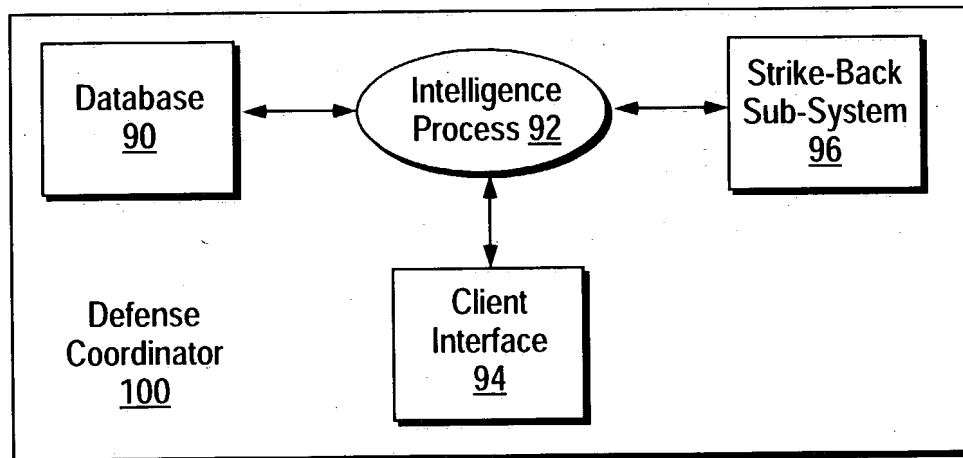 Database
90
Intelligence
Process 92
Strike-Back
Sub-System
96
Defense
Coordinator
100
Client
Interface
94